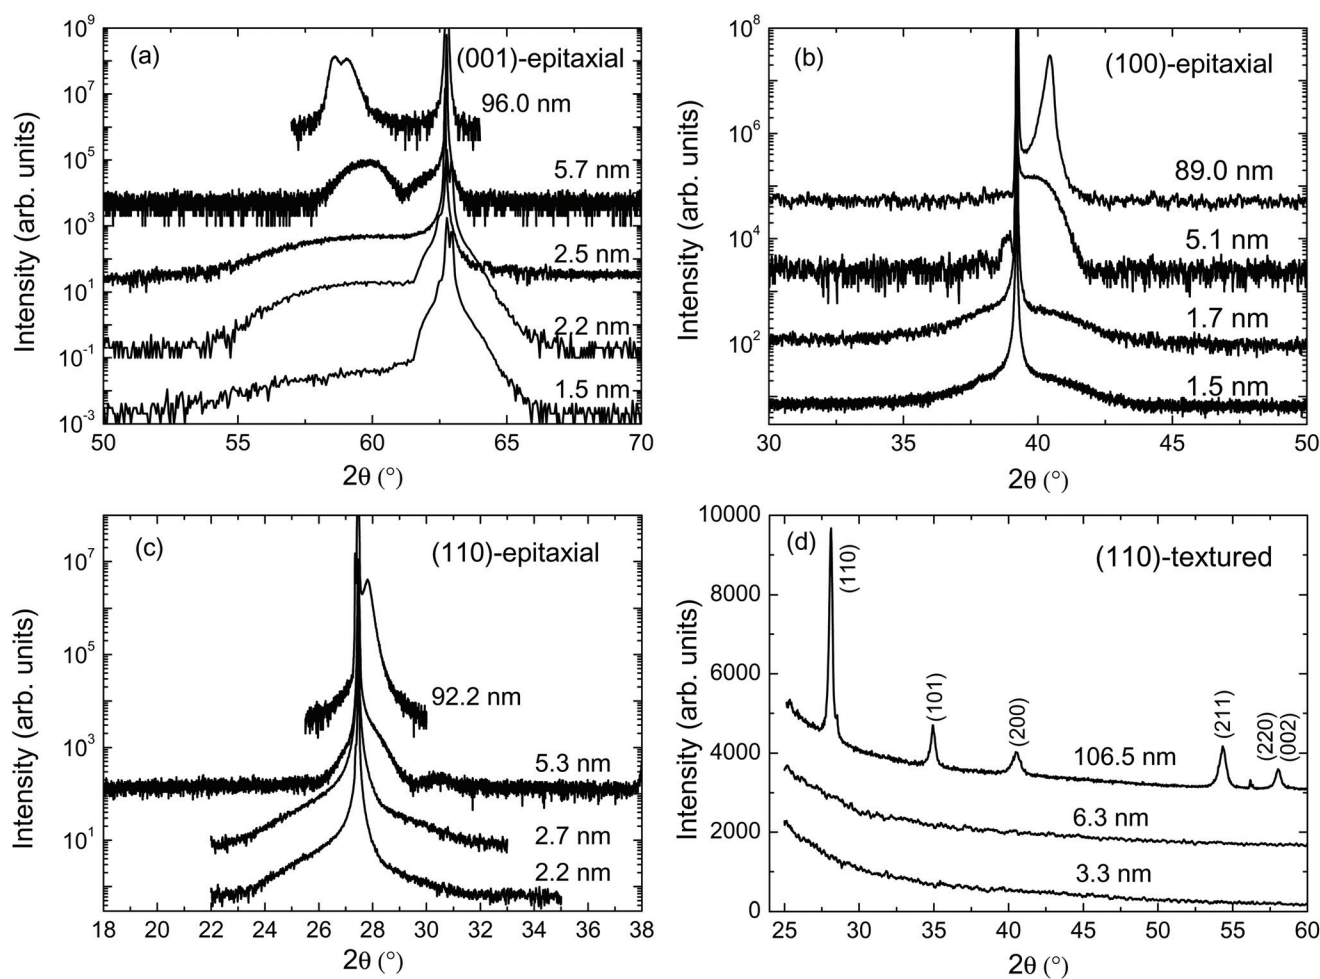 (a)
(001)-epitaxial
96.0 nm
5.7 nm
2.5 nm
2.2 nm
1.5 nm
Intensity (arb. units)
10^9
10^7
10^5
10^3
10^1
10^-1
10^-3
50 55 60 65 70
2θ (°)
(b)
(100)-epitaxial
89.0 nm
5.1 nm
1.7 nm
1.5 nm
Intensity (arb. units)
10^8
10^6
10^4
10^2
30 35 40 45 50
2θ (°)
(c)
(110)-epitaxial
92.2 nm
5.3 nm
2.7 nm
2.2 nm
Intensity (arb. units)
10^7
10^5
10^3
10^1
18 20 22 24 26 28 30 32 34 36 38
2θ (°)
(d)
(110)-textured
(110)
(101)
(200)
(211)
(220)
(002)
106.5 nm
6.3 nm
3.3 nm
Intensity (arb. units)
10000
8000
6000
4000
2000
0
25 30 35 40 45 50 55 60
2θ (°)